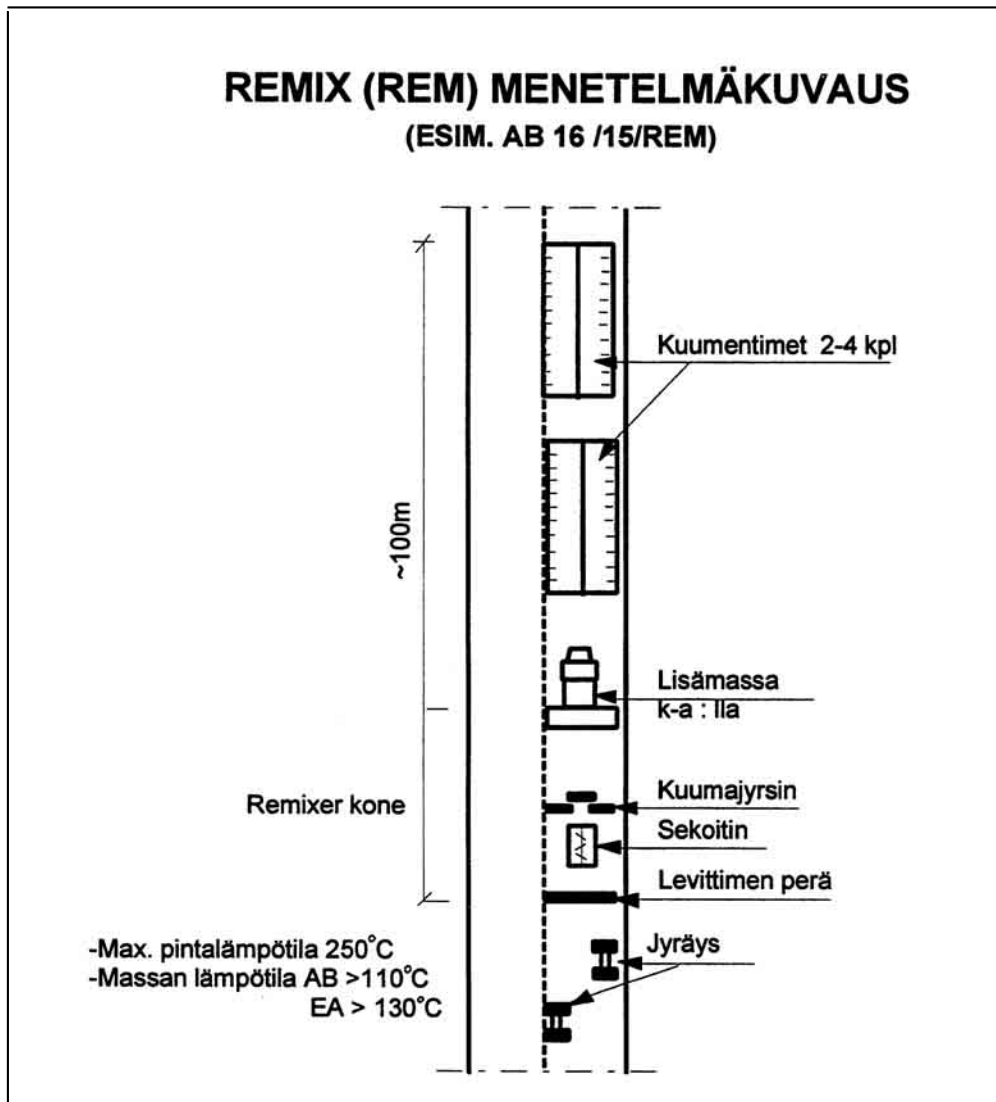 REMIX (REM) MENETELMÄKUVAUS
(ESIM. AB 16 /15/REM)
Kuumentimet 2-4 kpl
~100m
Lisämassa
k-a : lla
Remixer kone
Kuumajyrsin
Sekoitin
Levittimen perä
-Max. pintalämpötila 250°C
-Massan lämpötila AB >110°C
EA > 130°C
Jyräys